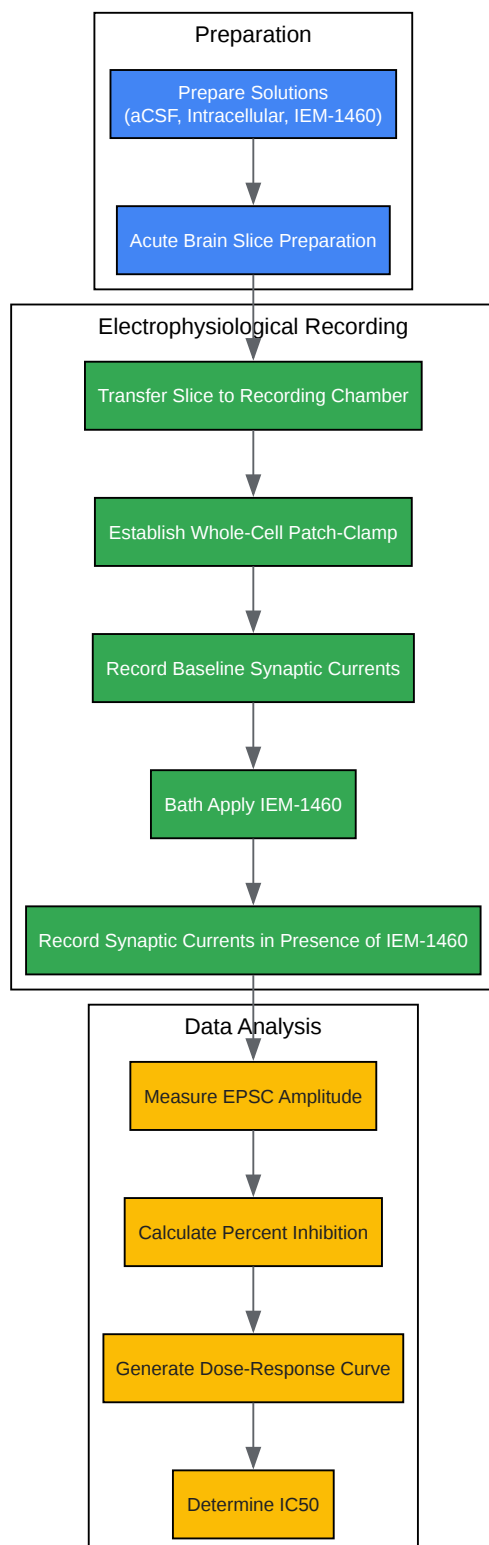 Preparation
Prepare Solutions
(aCSF, Intracellular, IEM-1460)
Acute Brain Slice Preparation
Electrophysiological Recording
Transfer Slice to Recording Chamber
Establish Whole-Cell Patch-Clamp
Record Baseline Synaptic Currents
Bath Apply IEM-1460
Record Synaptic Currents in Presence of IEM-1460
Data Analysis
Measure EPSC Amplitude
Calculate Percent Inhibition
Generate Dose-Response Curve
Determine IC50